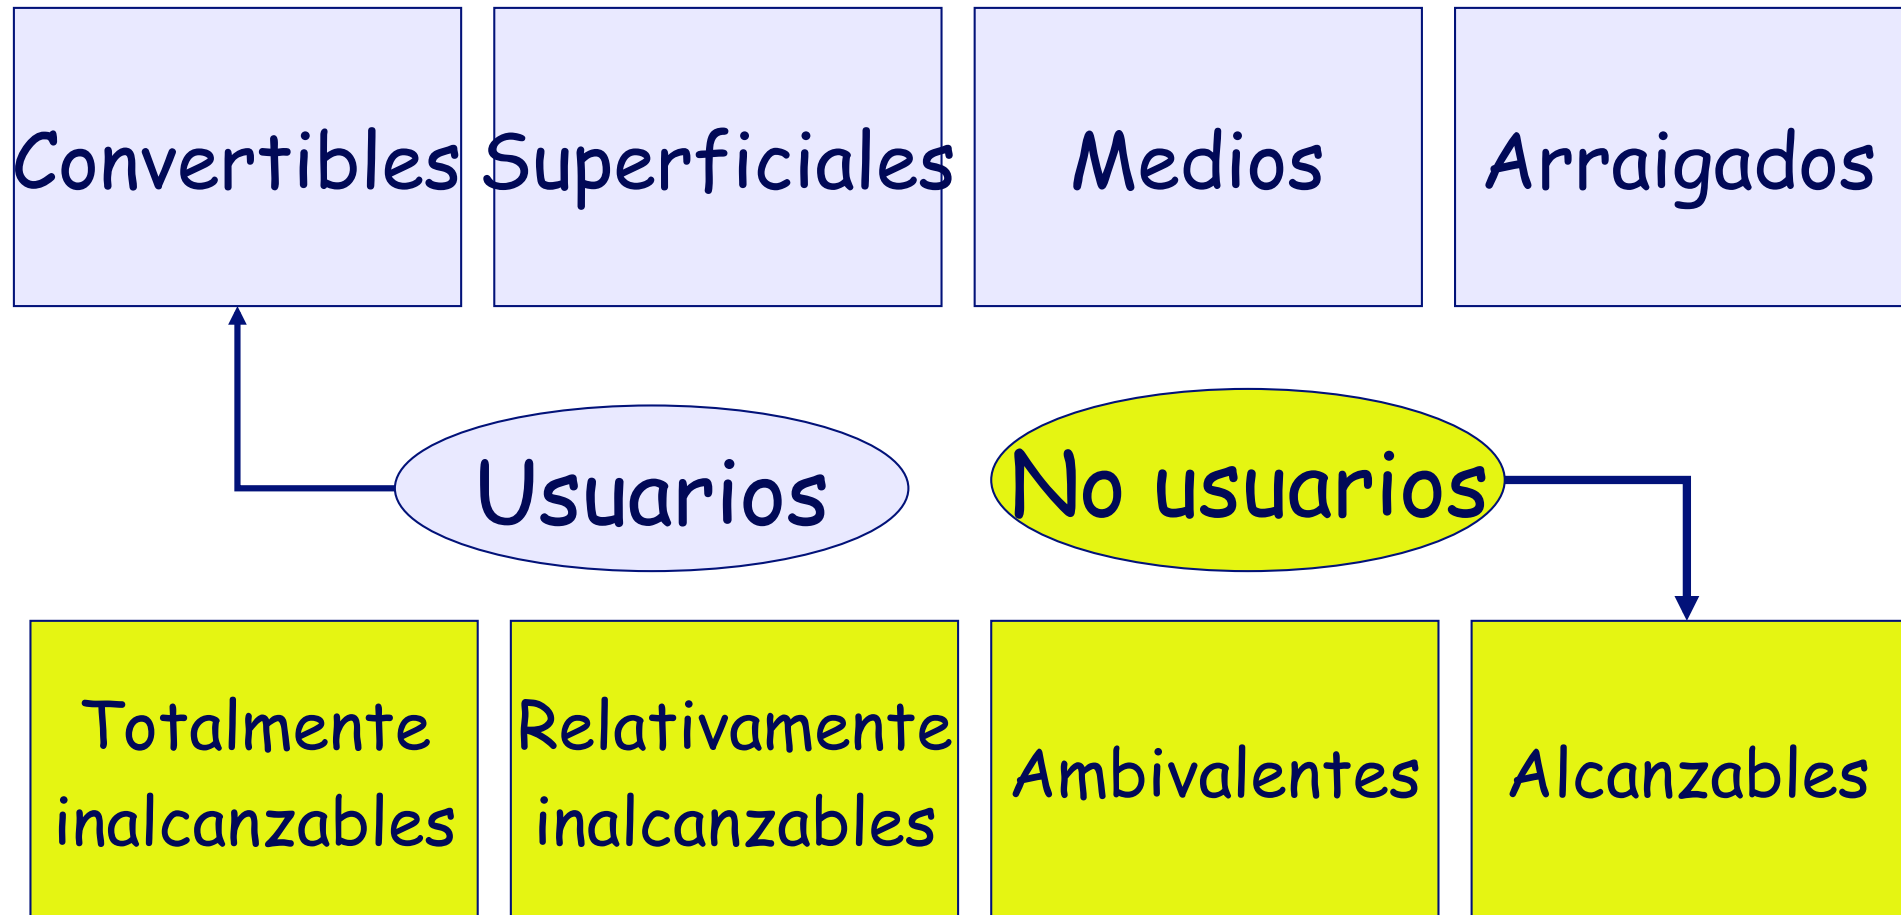 Convertibles
Superficiales
Medios
Arraigados
Usuarios
No usuarios
Totalmente
inalcanzables
Relativamente
inalcanzables
Ambivalentes
Alcanzables